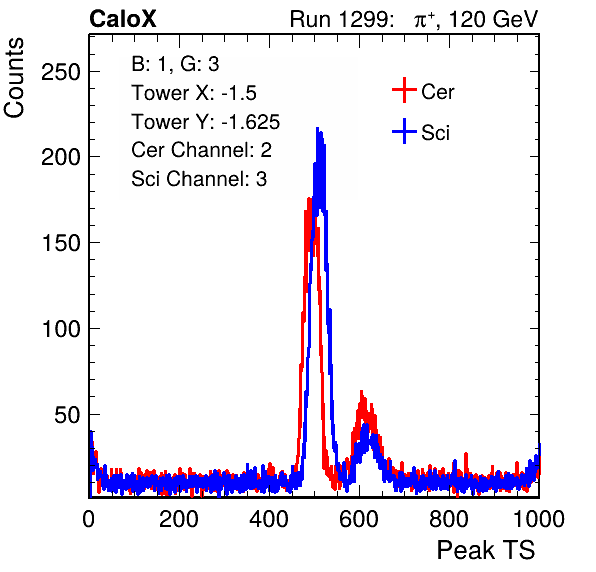 CaloX Run 1299: π⁺, 120 GeV
Counts
250
200
150
100
50
B: 1, G: 3
Tower X: -1.5
Tower Y: -1.625
Cer Channel: 2
Sci Channel: 3
Cer
Sci
0 200 400 600 800 1000
Peak TS